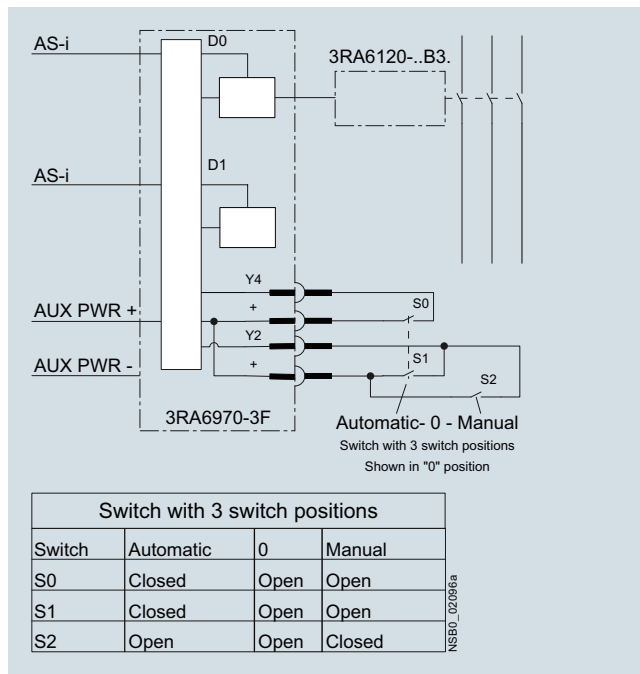 AS-i
D0
3RA6120-..B3.
AS-i
D1
Y4
+
S0
AUX PWR +
Y2
+
S1
AUX PWR -
S2
3RA6970-3F
Automatic- 0 - Manual
Switch with 3 switch positions
Shown in "0" position
Switch with 3 switch positions
Switch Automatic 0 Manual
S0 Closed Open Open
S1 Closed Open Open
S2 Open Open Closed
NSB0_02096a